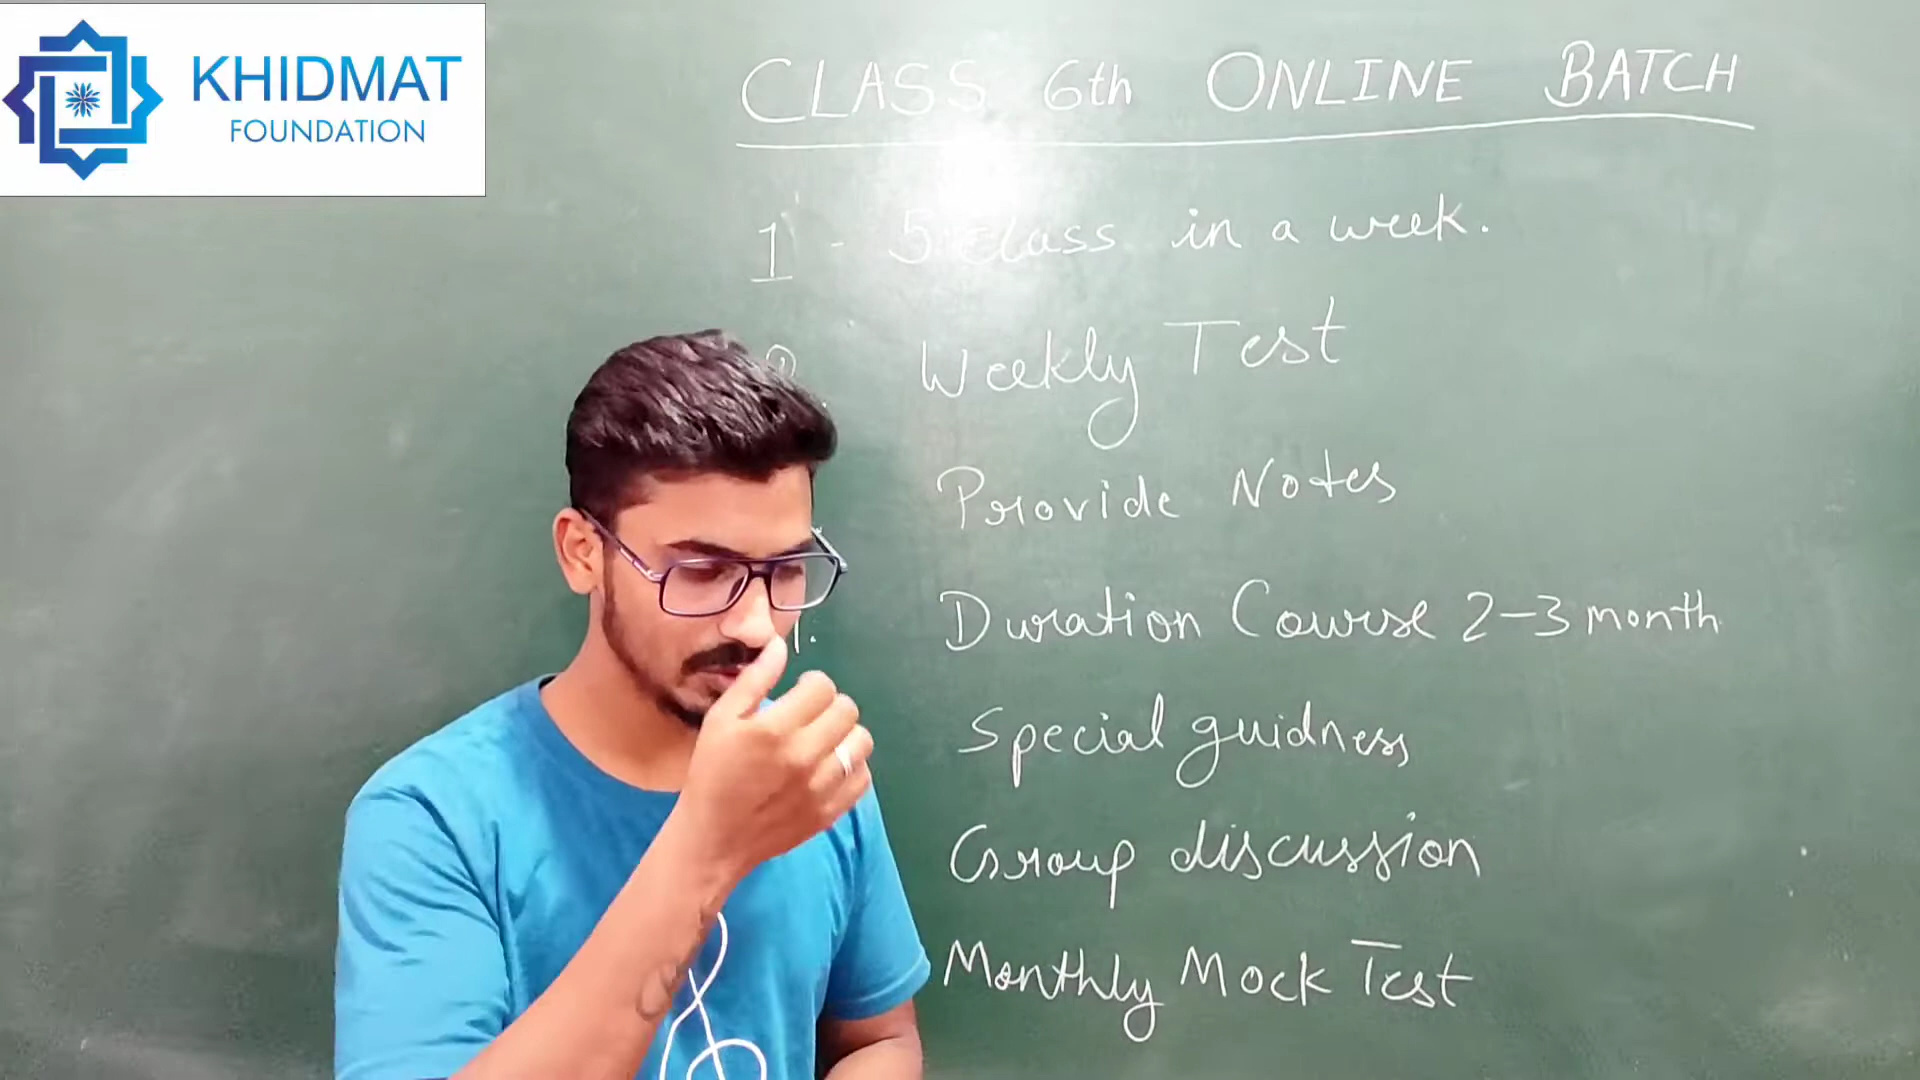 KHIDMAT
FOUNDATION
CLASS 6th ONLINE BATCH
1 - 5 class in a week.
2. Weekly Test
Provide Notes
Duration Course 2-3 month
Special guidness
Group discussion
Monthly Mock Test